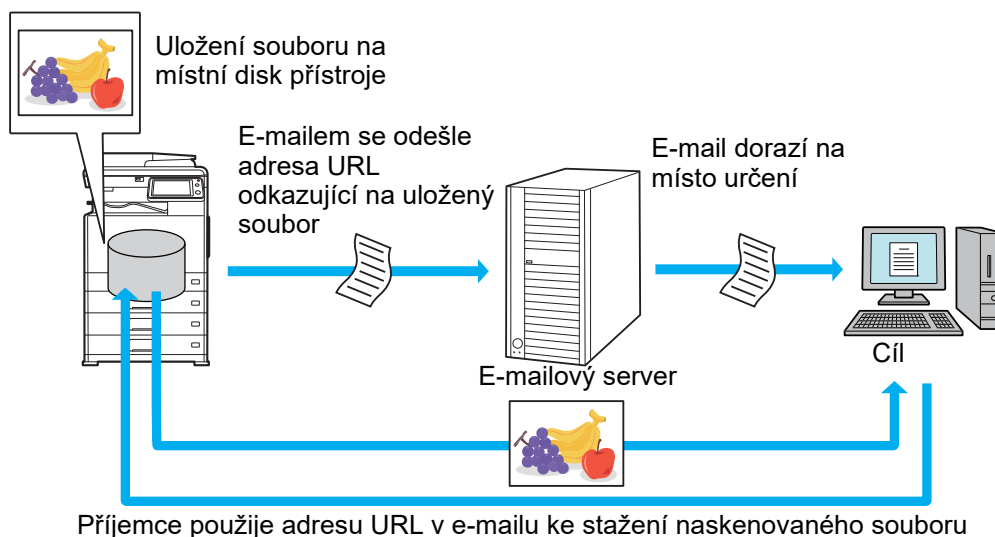 Uložení souboru na
místní disk přístroje
E-mailem se odešle
adresa URL
odkazující na uložený
soubor
E-mail dorazí na
místo určení
E-mailový server
Cíl
Příjemce použije adresu URL v e-mailu ke stažení naskenovaného souboru